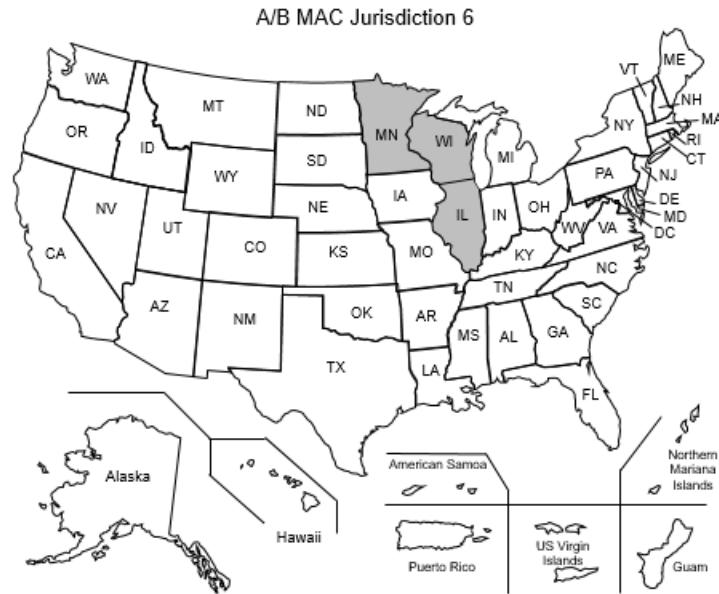 A/B MAC Jurisdiction 6
WA
MT
ND
MN
WI
MI
VT
ME
NH
MA
RI
CT
NY
OR
ID
SD
WY
IA
NE
PA
NJ
DE
MD
DC
NV
UT
CO
KS
MO
IL
IN
OH
WV
VA
KY
CA
NC
TN
SC
AZ
NM
OK
AR
MS
AL
GA
TX
LA
FL
Alaska
Hawaii
American Samoa
Northern
Mariana
Islands
Puerto Rico
US Virgin
Islands
Guam